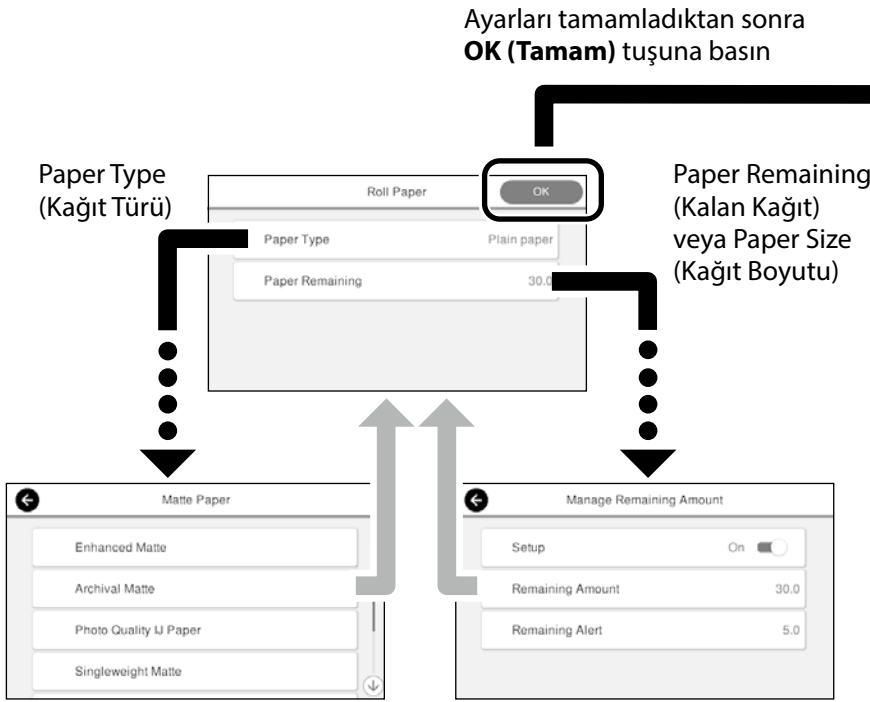 Ayarları tamamladıktan sonra
OK (Tamam) tuşuna basın
Paper Type
(Kağıt Türü)
Roll Paper
OK
Paper Type Plain paper
Paper Remaining 30.0
Paper Remaining
(Kalan Kağıt)
veya Paper Size
(Kağıt Boyutu)
Matte Paper
Enhanced Matte
Archival Matte
Photo Quality IJ Paper
Singleweight Matte
Manage Remaining Amount
Setup On
Remaining Amount 30.0
Remaining Alert 5.0